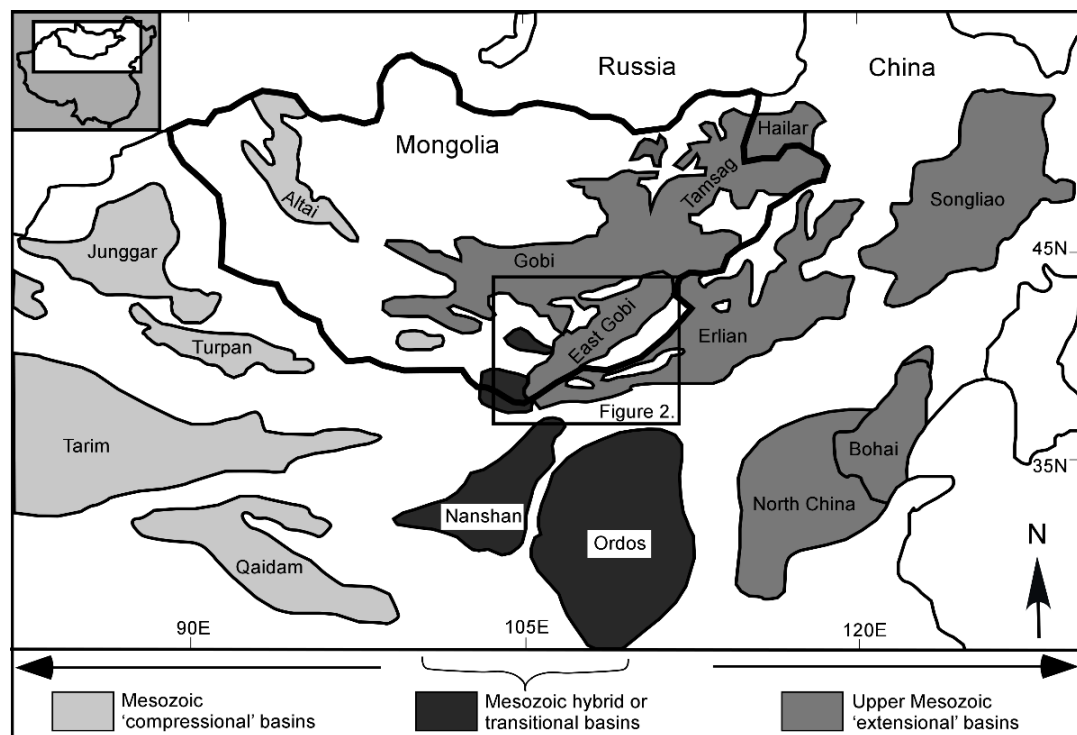 Russia
China
Mongolia
Hailar
Tamsag
Songliao
Altai
Junggar
Gobi
45N
East Gobi
Erlian
Turpan
Figure 2.
Tarim
Bohai
35N
Nanshan
North China
Ordos
N
Qaidam
90E
105E
120E
Mesozoic
'compressional' basins
Mesozoic hybrid or
transitional basins
Upper Mesozoic
'extensional' basins